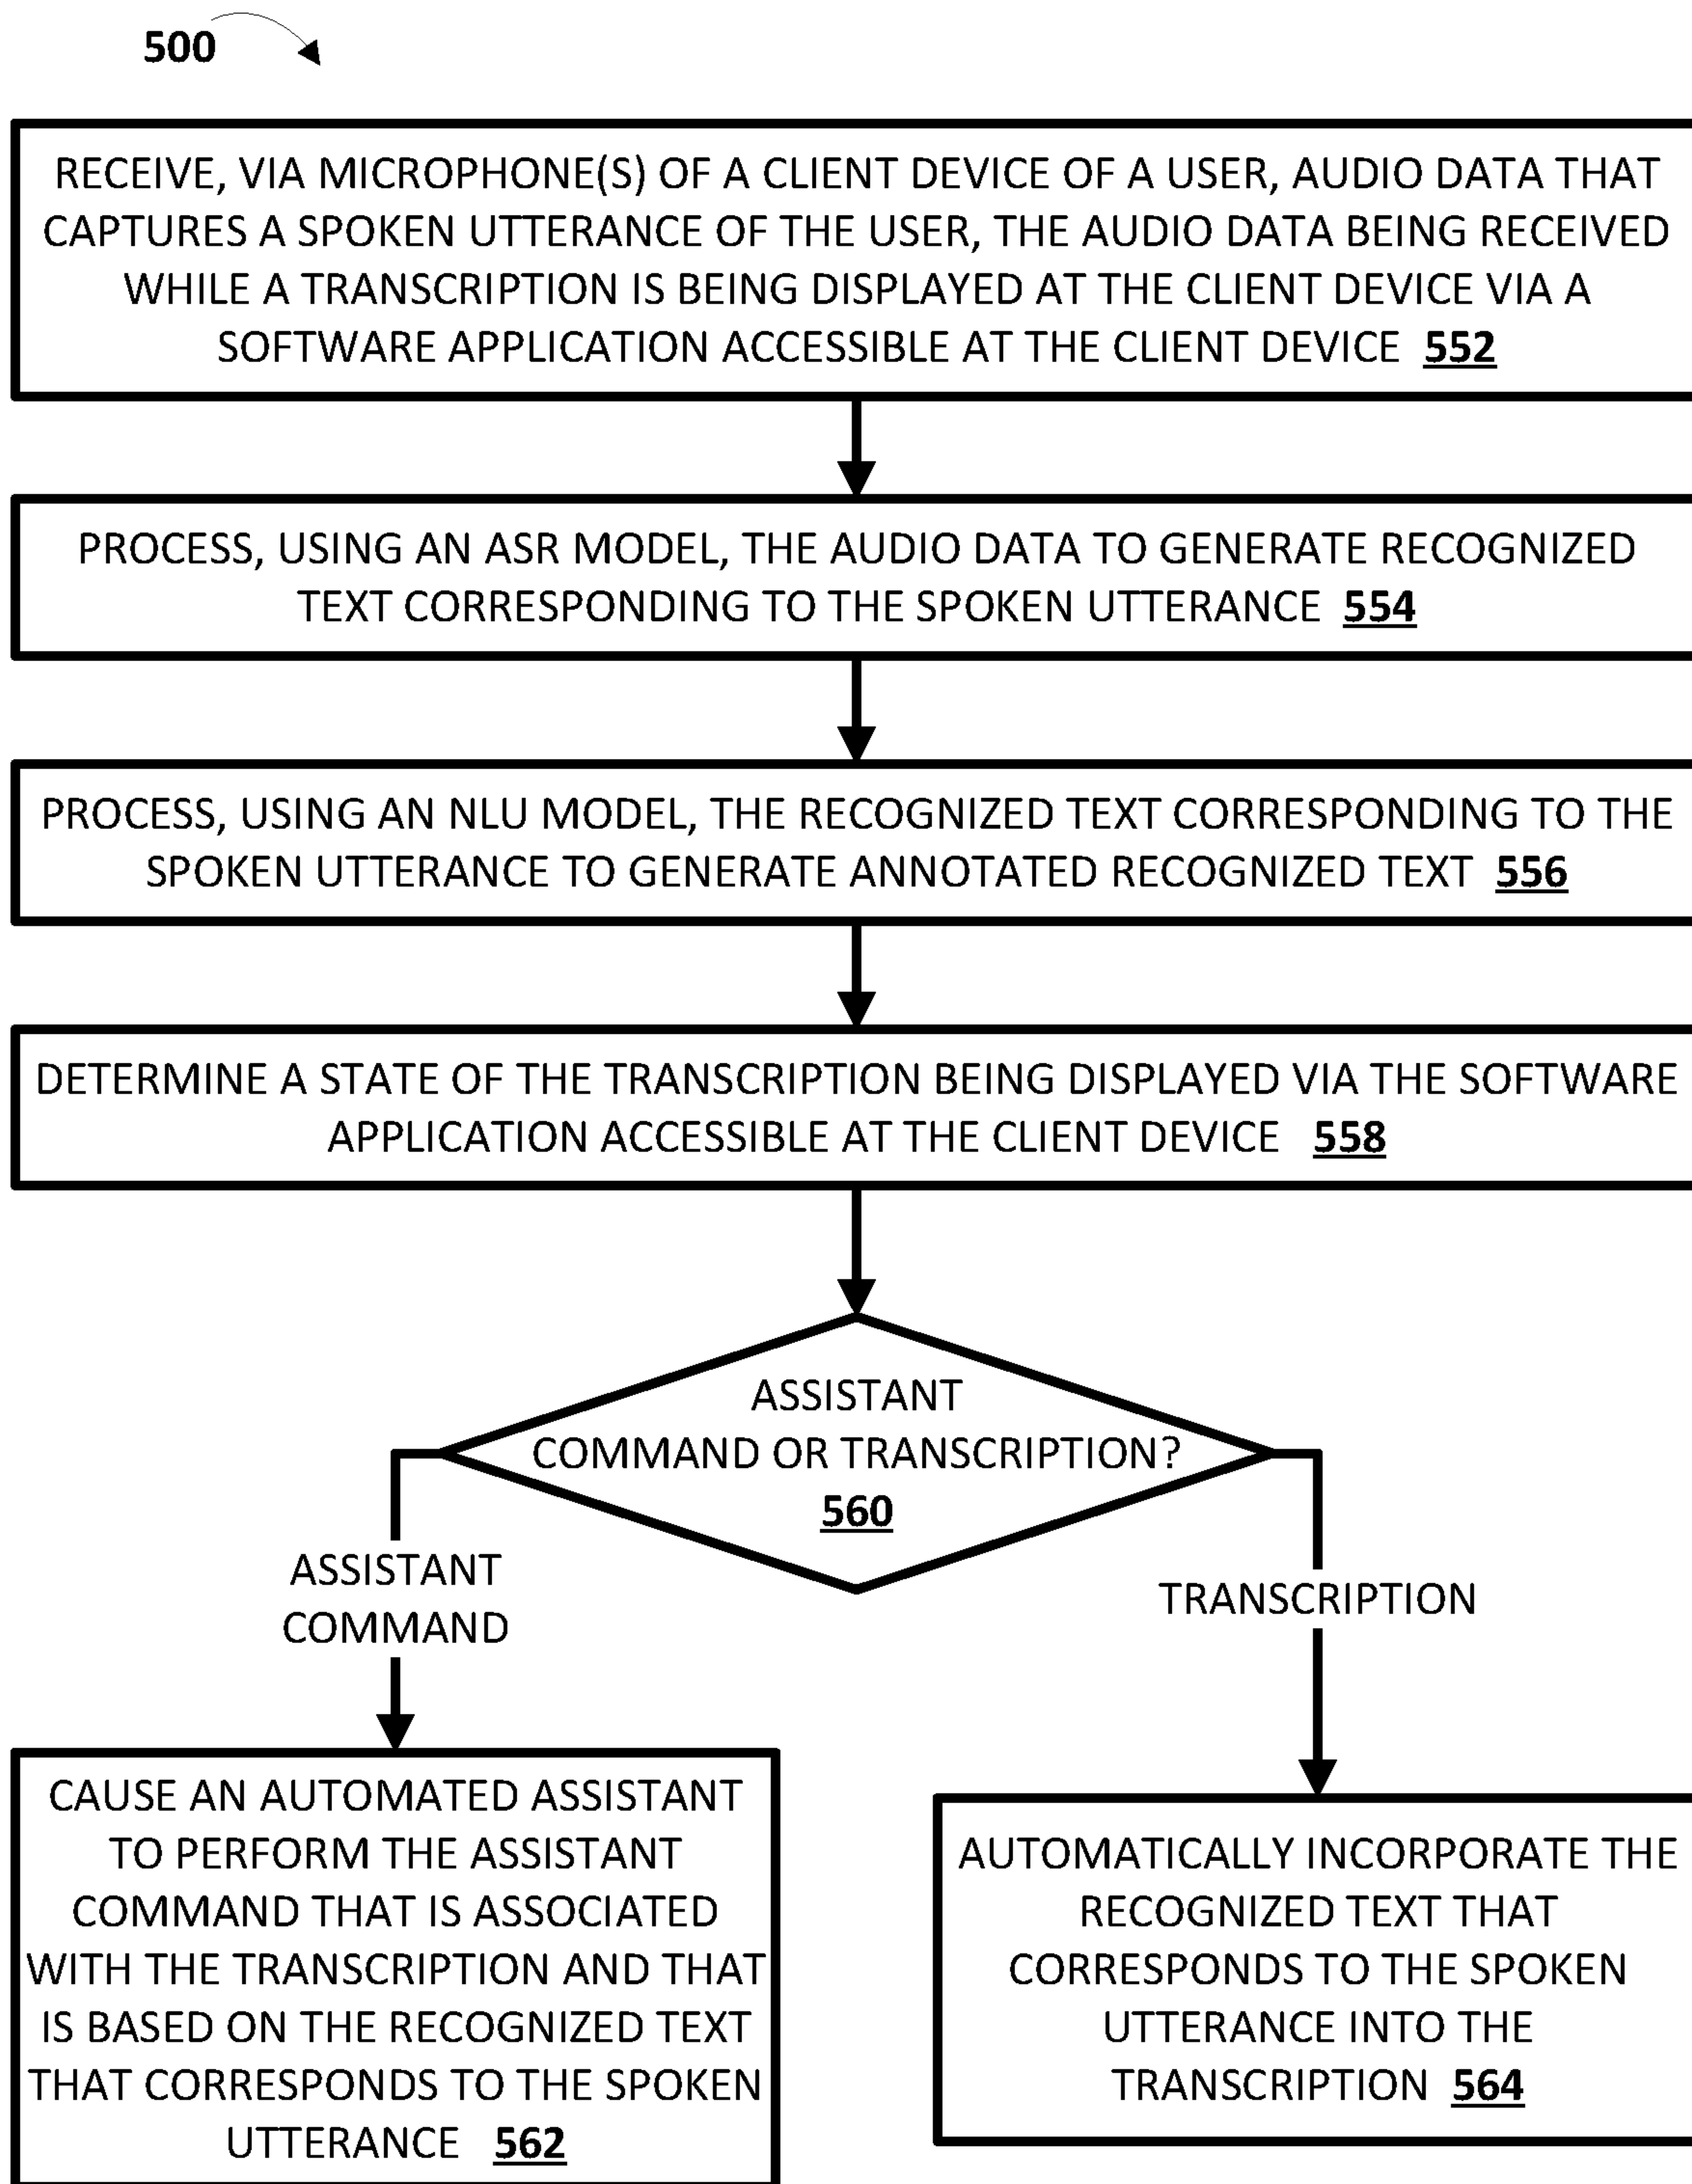 500
RECEIVE, VIA MICROPHONE(S) OF A CLIENT DEVICE OF A USER, AUDIO DATA THAT
CAPTURES A SPOKEN UTTERANCE OF THE USER, THE AUDIO DATA BEING RECEIVED
WHILE A TRANSCRIPTION IS BEING DISPLAYED AT THE CLIENT DEVICE VIA A
SOFTWARE APPLICATION ACCESSIBLE AT THE CLIENT DEVICE 552
PROCESS, USING AN ASR MODEL, THE AUDIO DATA TO GENERATE RECOGNIZED
TEXT CORRESPONDING TO THE SPOKEN UTTERANCE 554
PROCESS, USING AN NLU MODEL, THE RECOGNIZED TEXT CORRESPONDING TO THE
SPOKEN UTTERANCE TO GENERATE ANNOTATED RECOGNIZED TEXT 556
DETERMINE A STATE OF THE TRANSCRIPTION BEING DISPLAYED VIA THE SOFTWARE
APPLICATION ACCESSIBLE AT THE CLIENT DEVICE 558
ASSISTANT
COMMAND OR TRANSCRIPTION?
560
ASSISTANT
COMMAND
TRANSCRIPTION
CAUSE AN AUTOMATED ASSISTANT
TO PERFORM THE ASSISTANT
COMMAND THAT IS ASSOCIATED
WITH THE TRANSCRIPTION AND THAT
IS BASED ON THE RECOGNIZED TEXT
THAT CORRESPONDS TO THE SPOKEN
UTTERANCE 562
AUTOMATICALLY INCORPORATE THE
RECOGNIZED TEXT THAT
CORRESPONDS TO THE SPOKEN
UTTERANCE INTO THE
TRANSCRIPTION 564